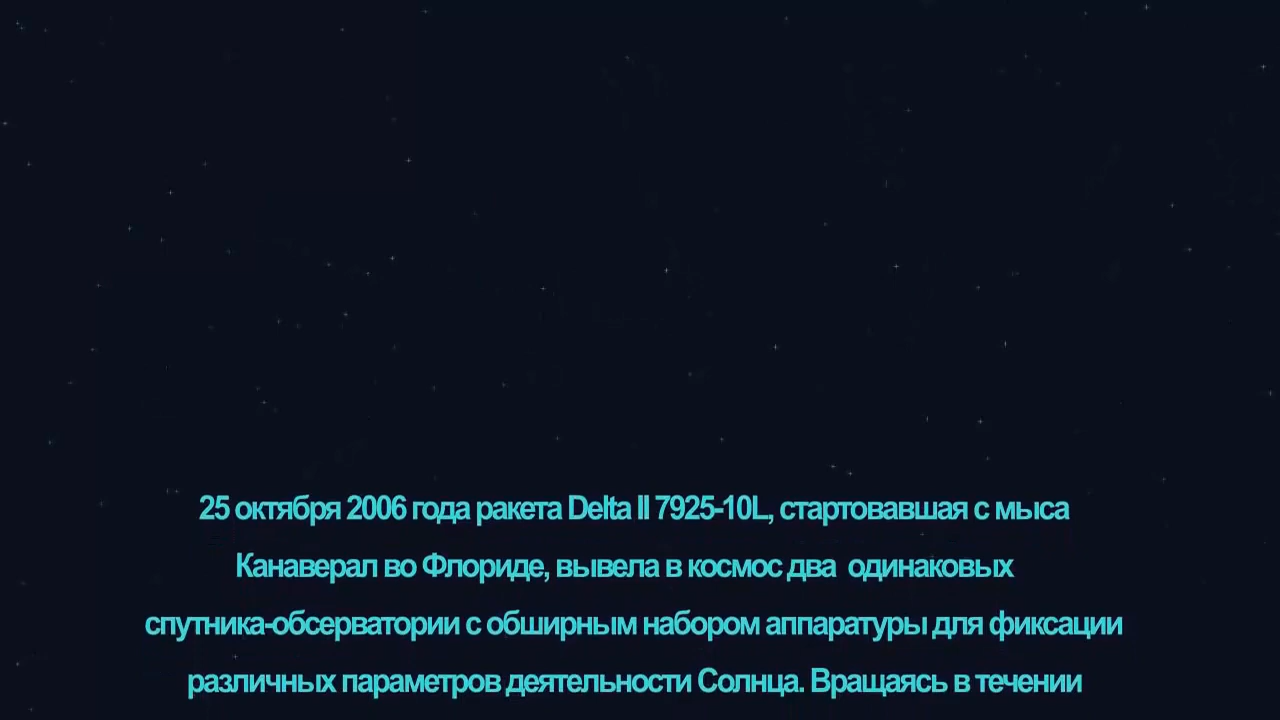 25 октября 2006 года ракета Delta II 7925-10L, стартовавшая с мыса
Канаверал во Флориде, вывела в космос два  одинаковых
спутника-обсерватории с обширным набором аппаратуры для фиксации
различных параметров деятельности Солнца. Вращаясь в течении